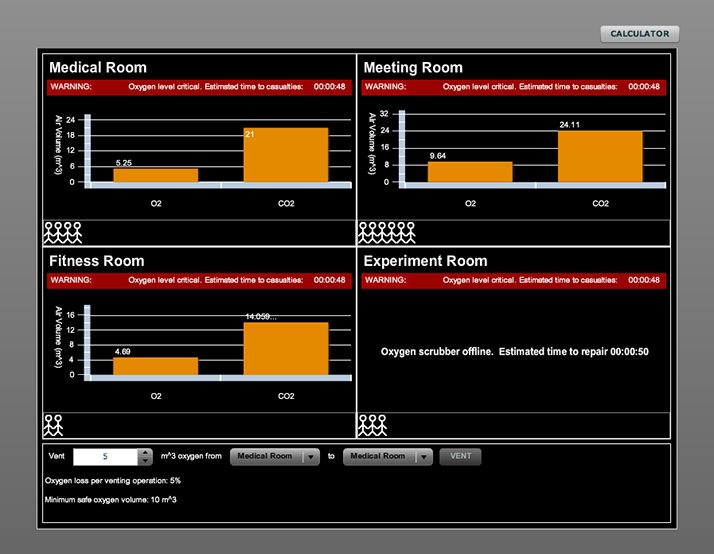 CALCULATOR
Medical Room
WARNING: Oxygen level critical. Estimated time to casualties: 00:00:48
Air Volume (m^3)
24
18
12
6
0
5.25
21
O2 CO2
Meeting Room
WARNING: Oxygen level critical. Estimated time to casualties: 00:00:48
Air Volume (m^3)
32
24
16
8
0
9.64
24.11
O2 CO2
Fitness Room
WARNING: Oxygen level critical. Estimated time to casualties: 00:00:48
Air Volume (m^3)
16
12
8
4
0
4.69
14.059...
O2 CO2
Experiment Room
WARNING: Oxygen level critical. Estimated time to casualties: 00:00:48
Oxygen scrubber offline. Estimated time to repair 00:00:50
Vent 5 m^3 oxygen from Medical Room to Medical Room VENT
Oxygen loss per venting operation: 5%
Minimum safe oxygen volume: 10 m^3